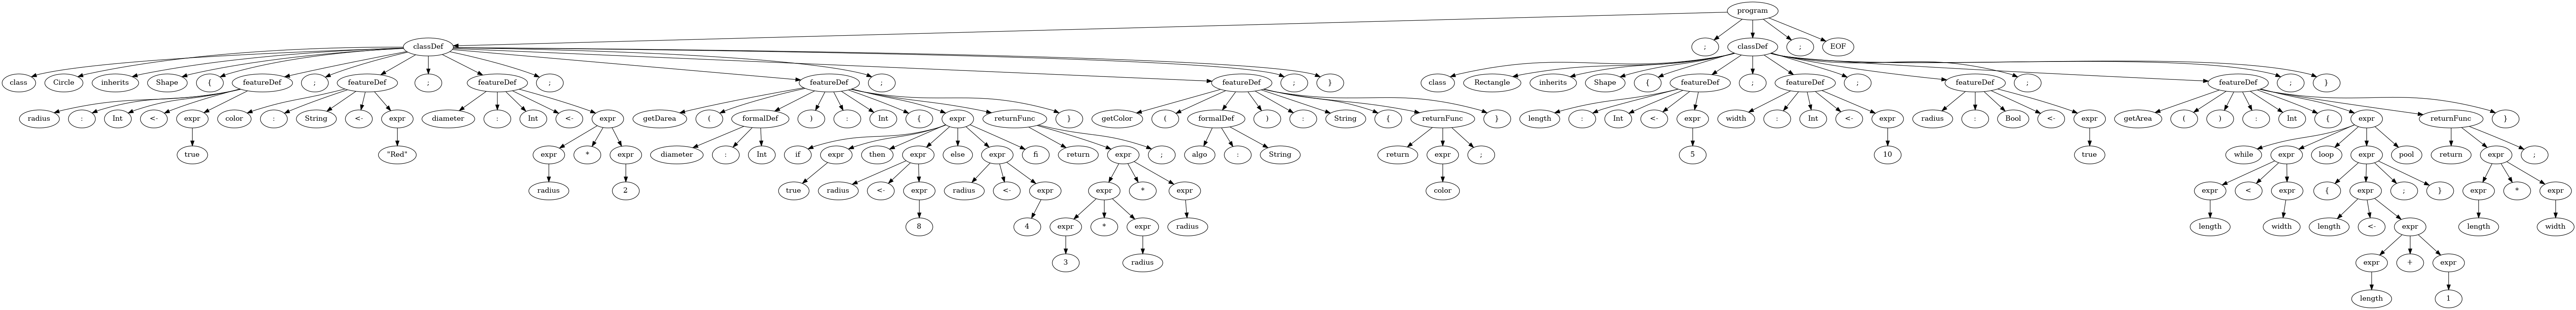 program
classDef ; classDef ; EOF
class Circle inherits Shape { featureDef ; featureDef ; featureDef ; featureDef ; featureDef ; } class Rectangle inherits Shape { featureDef ; featureDef ; featureDef ; featureDef ; }
radius : Int <- expr color : String <- expr diameter : Int <- expr getDarea ( formalDef ) : Int { expr returnFunc } getColor ( formalDef ) : String { returnFunc } length : Int <- expr width : Int <- expr radius : Bool <- expr getArea ( ) : Int { expr returnFunc }
true "Red" expr * expr diameter : Int if expr then expr else expr fi return expr ; algo : String return expr ; 5 10 true while expr loop expr pool return expr ;
radius 2 true radius <- expr radius <- expr expr * expr color expr < expr { expr ; } expr * expr
8 4 expr * expr radius length width length <- expr length width
3 radius expr + expr
length 1